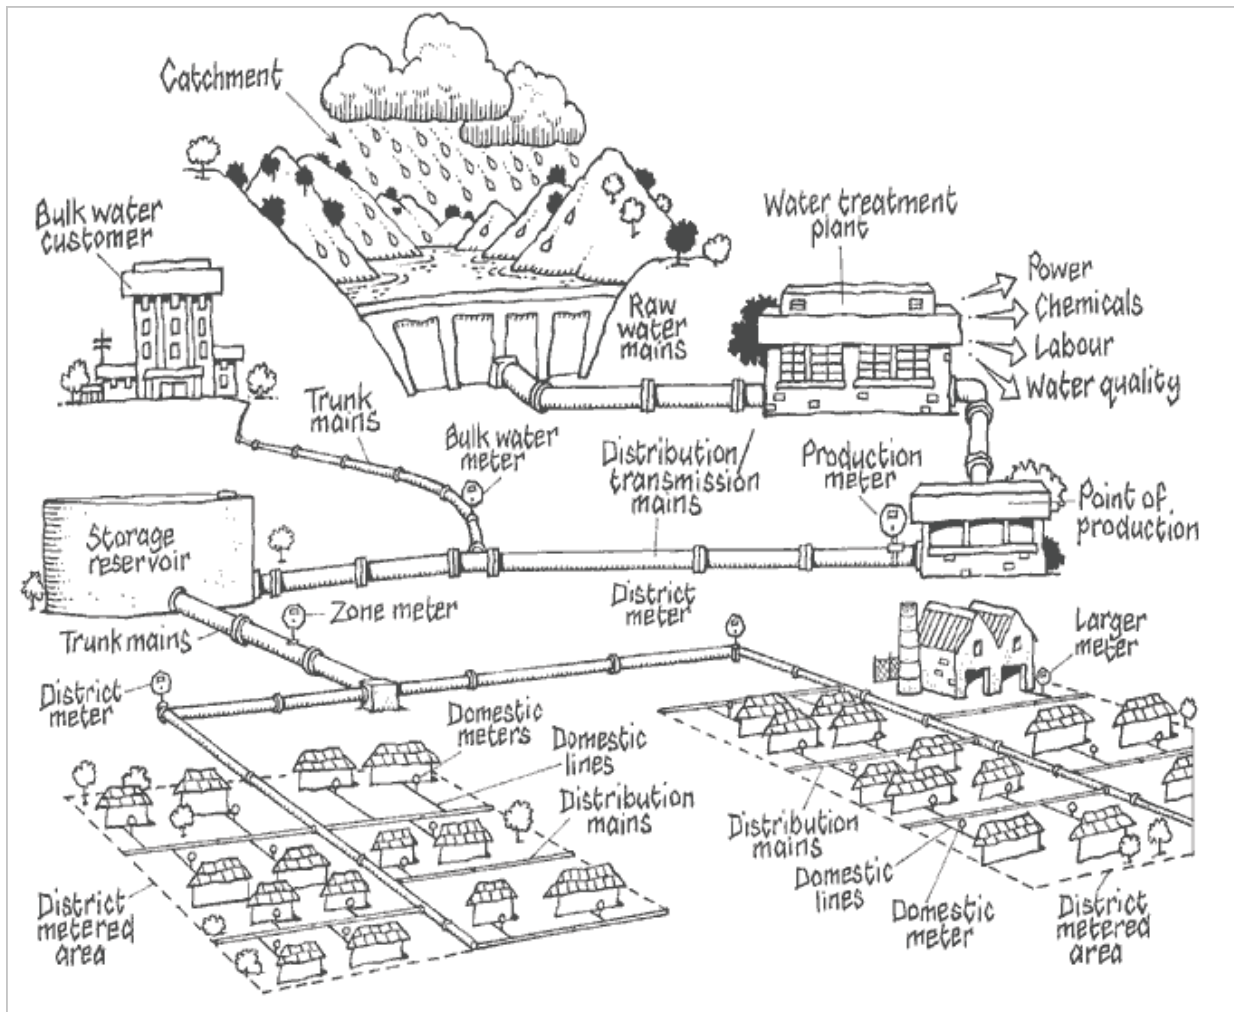 Catchment
Bulk water
customer
Water treatment
plant
Power
Chemicals
Labour
Water quality
Raw
water
mains
Trunk
mains
Bulk water
meter
Distribution
transmission
mains
Production
meter
Point of
production
Storage
reservoir
Zone meter
District
meter
Trunk mains
Larger
meter
District
meter
Domestic
meters
Domestic
lines
Distribution
mains
Distribution
mains
Domestic
lines
Domestic
meter
District
metered
area
District
metered
area